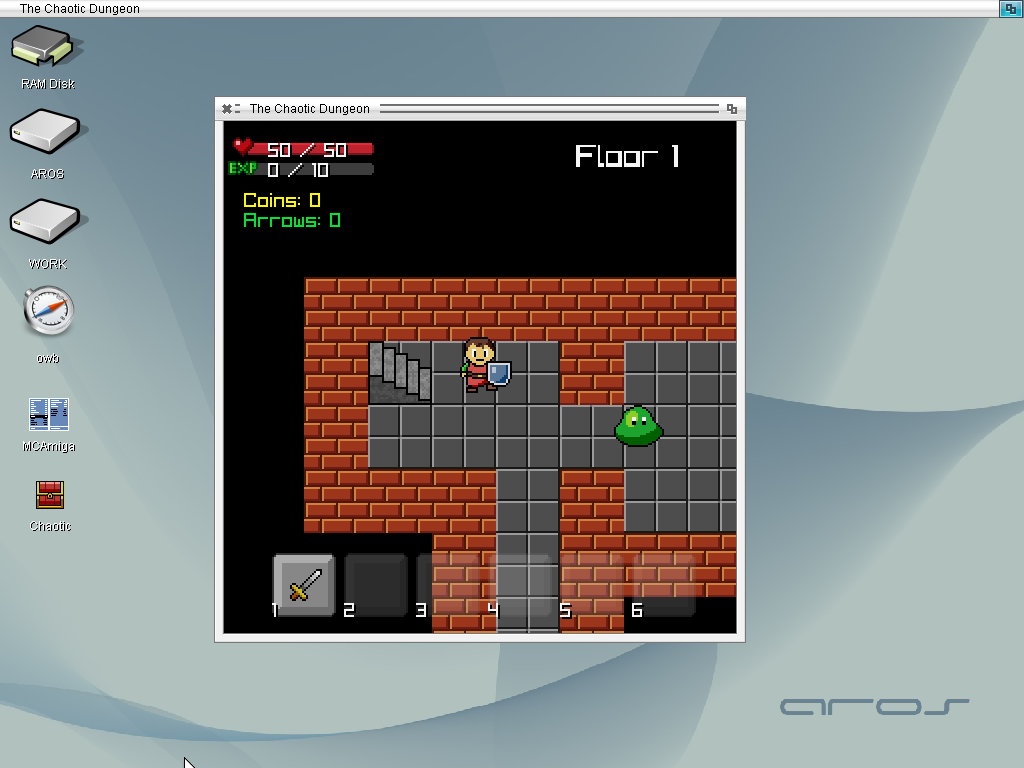 The Chaotic Dungeon
RAM Disk
AROS
WORK
owb
MCAmiga
Chaotic
The Chaotic Dungeon
50 / 50
Floor 1
EXP 0 / 10
Coins: 0
Arrows: 0
1 2 3 4 5 6
aros